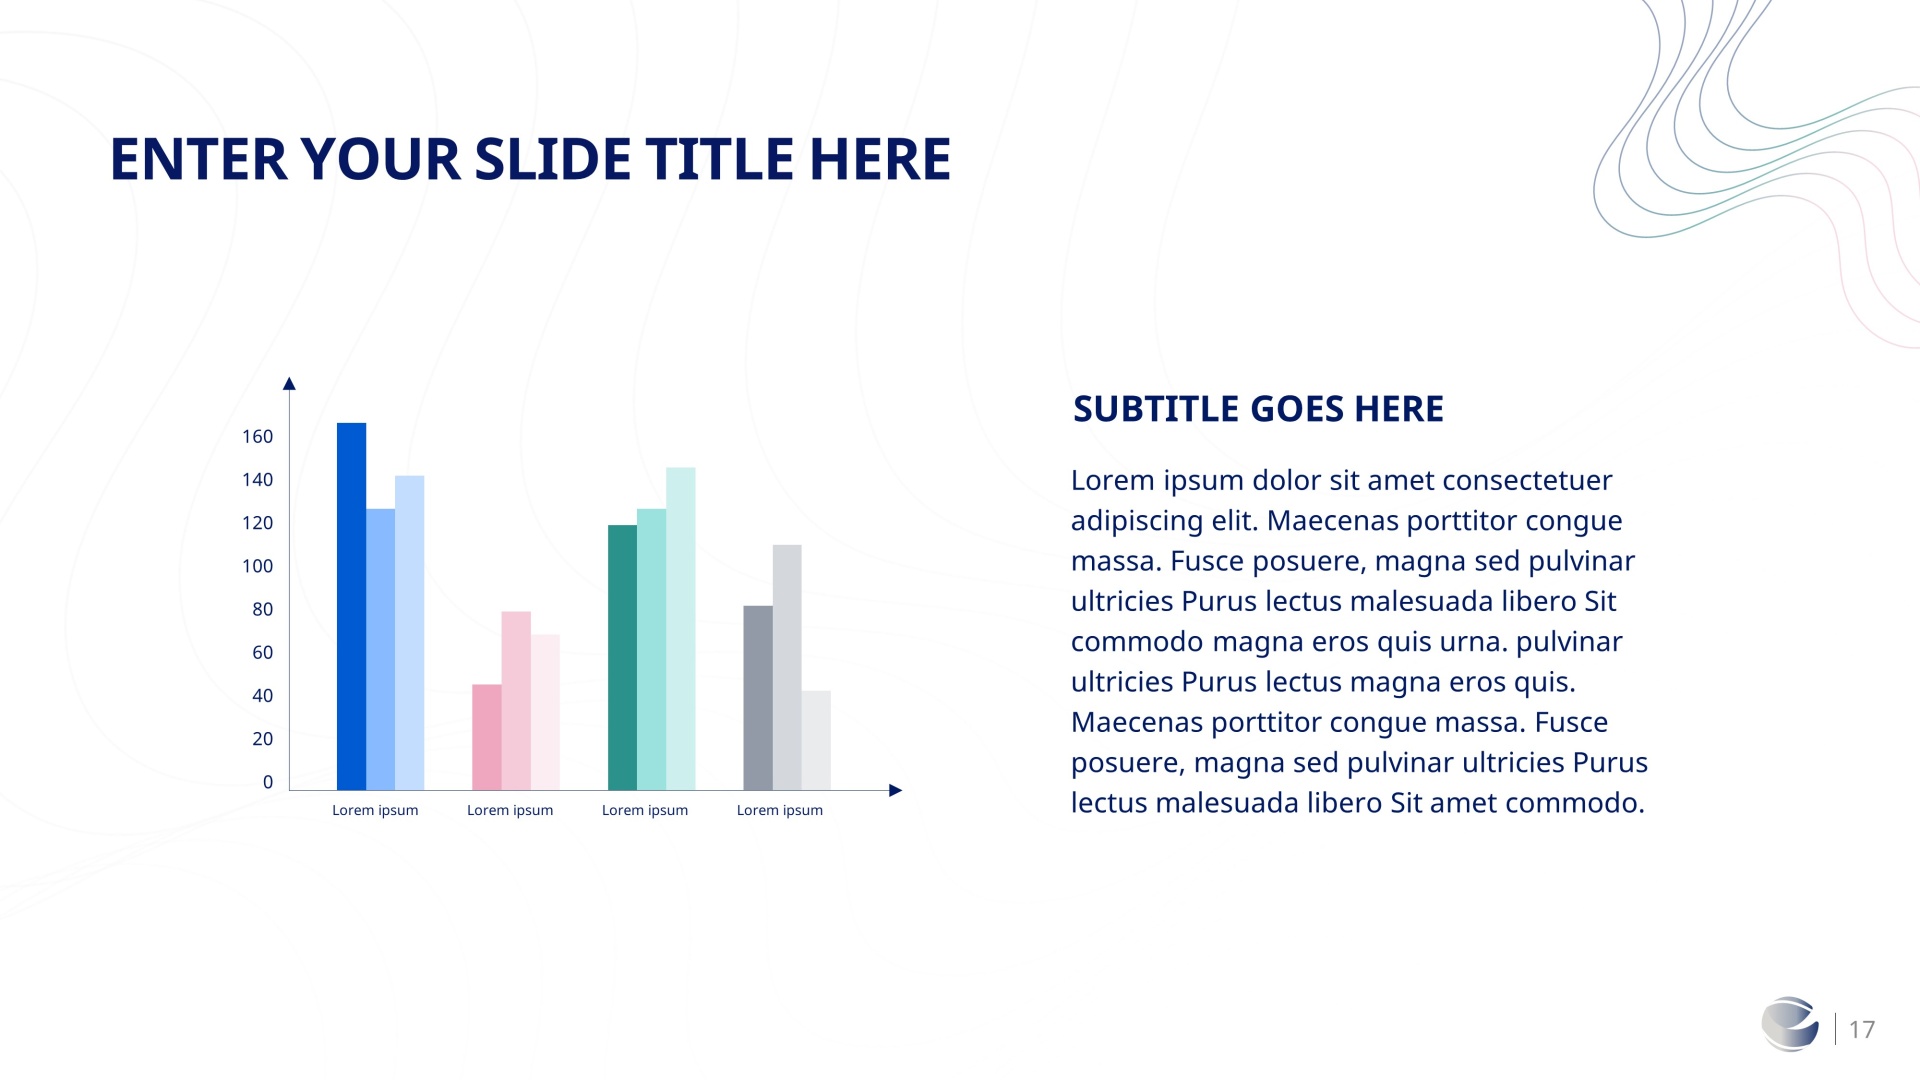 ENTER YOUR SLIDE TITLE HERE
160
140
120
100
80
60
40
20
0
Lorem ipsum
Lorem ipsum
Lorem ipsum
Lorem ipsum
SUBTITLE GOES HERE
Lorem ipsum dolor sit amet consectetuer
adipiscing elit. Maecenas porttitor congue
massa. Fusce posuere, magna sed pulvinar
ultricies Purus lectus malesuada libero Sit
commodo magna eros quis urna. pulvinar
ultricies Purus lectus magna eros quis.
Maecenas porttitor congue massa. Fusce
posuere, magna sed pulvinar ultricies Purus
lectus malesuada libero Sit amet commodo.
17